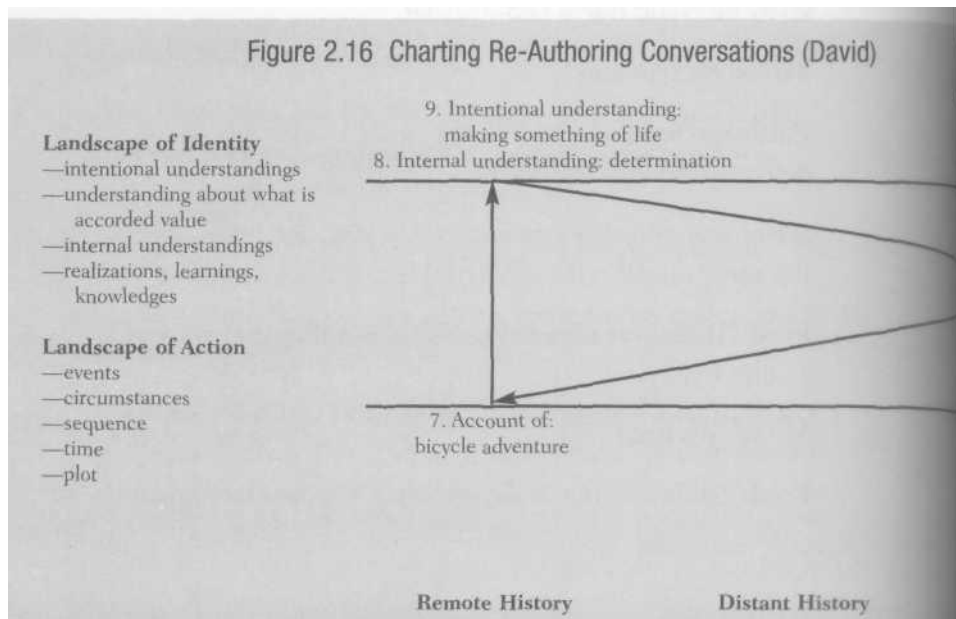 Figure 2.16 Charting Re-Authoring Conversations (David)
9. Intentional understanding:
making something of life
8. Internal understanding: determination
Landscape of Identity
—intentional understandings
—understanding about what is
accorded value
—internal understandings
—realizations, learnings,
knowledges
Landscape of Action
—events
—circumstances
—sequence
—time
—plot
7. Account of:
bicycle adventure
Remote History
Distant History